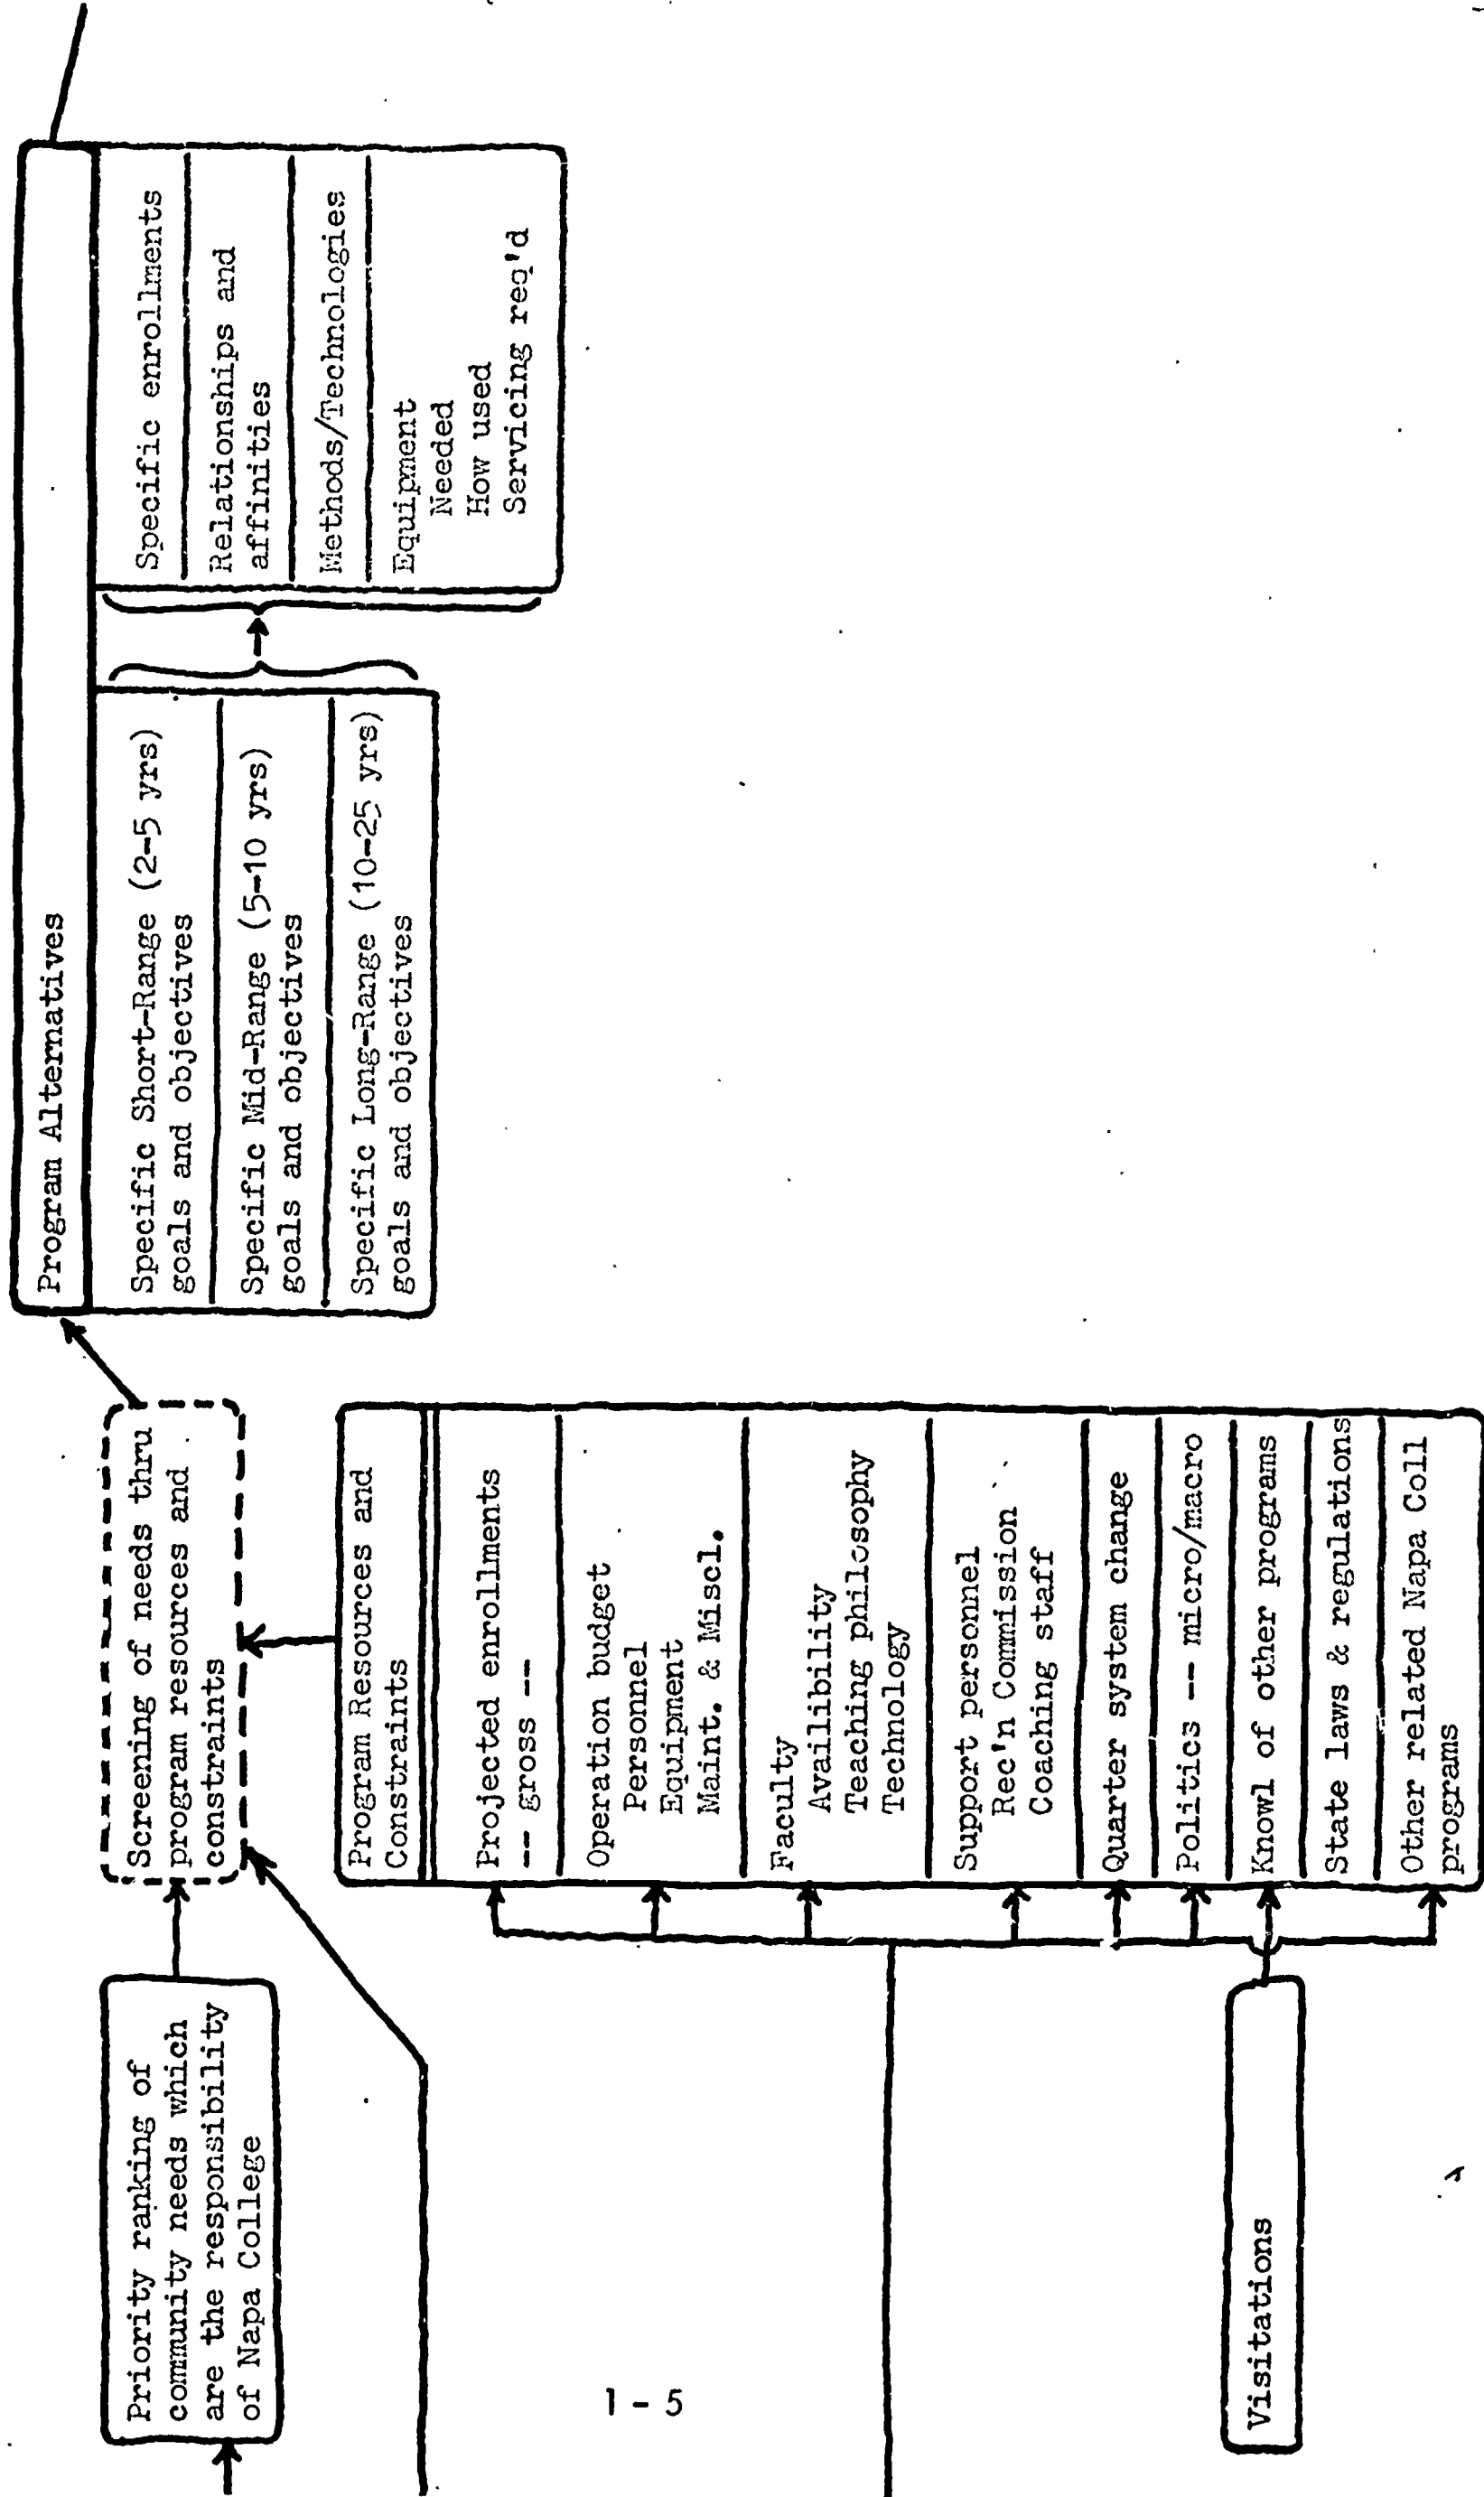 Priority ranking of
community needs which
are the responsibility
of Napa College
Screening of needs thru
program resources and
constraints
Program Resources and
Constraints
Projected enrollments
-- gross --
Operation budget
Personnel
Equipment
Maint. & Miscl.
Faculty
Availibility
Teaching philosophy
Technology
Support personnel
Rec'n Commission
Coaching staff
Quarter system change
Politics -- micro/macro
Knowl of other programs
State laws & regulations
Other related Napa Coll
programs
Visitations
Program Alternatives
Specific Short-Range (2-5 yrs)
goals and objectives
Specific Mid-Range (5-10 yrs)
goals and objectives
Specific Long-Range (10-25 yrs)
goals and objectives
Specific enrollments
Relationships and
affinities
Methods/Technologies
Equipment
Needed
How used
Servicing req'd
1 - 5